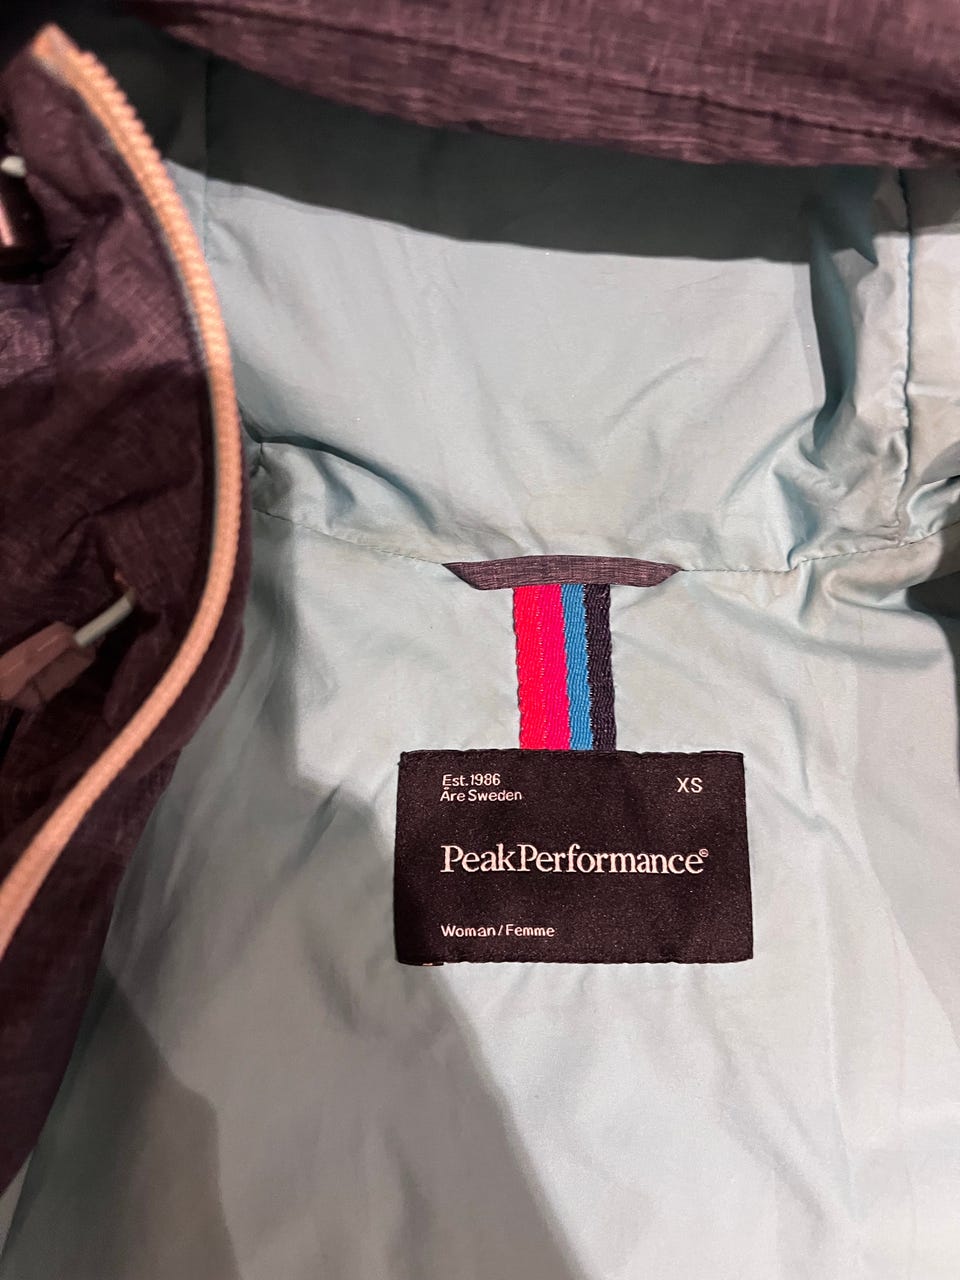 Est.1986
Åre Sweden
XS
PeakPerformance®
Woman/Femme